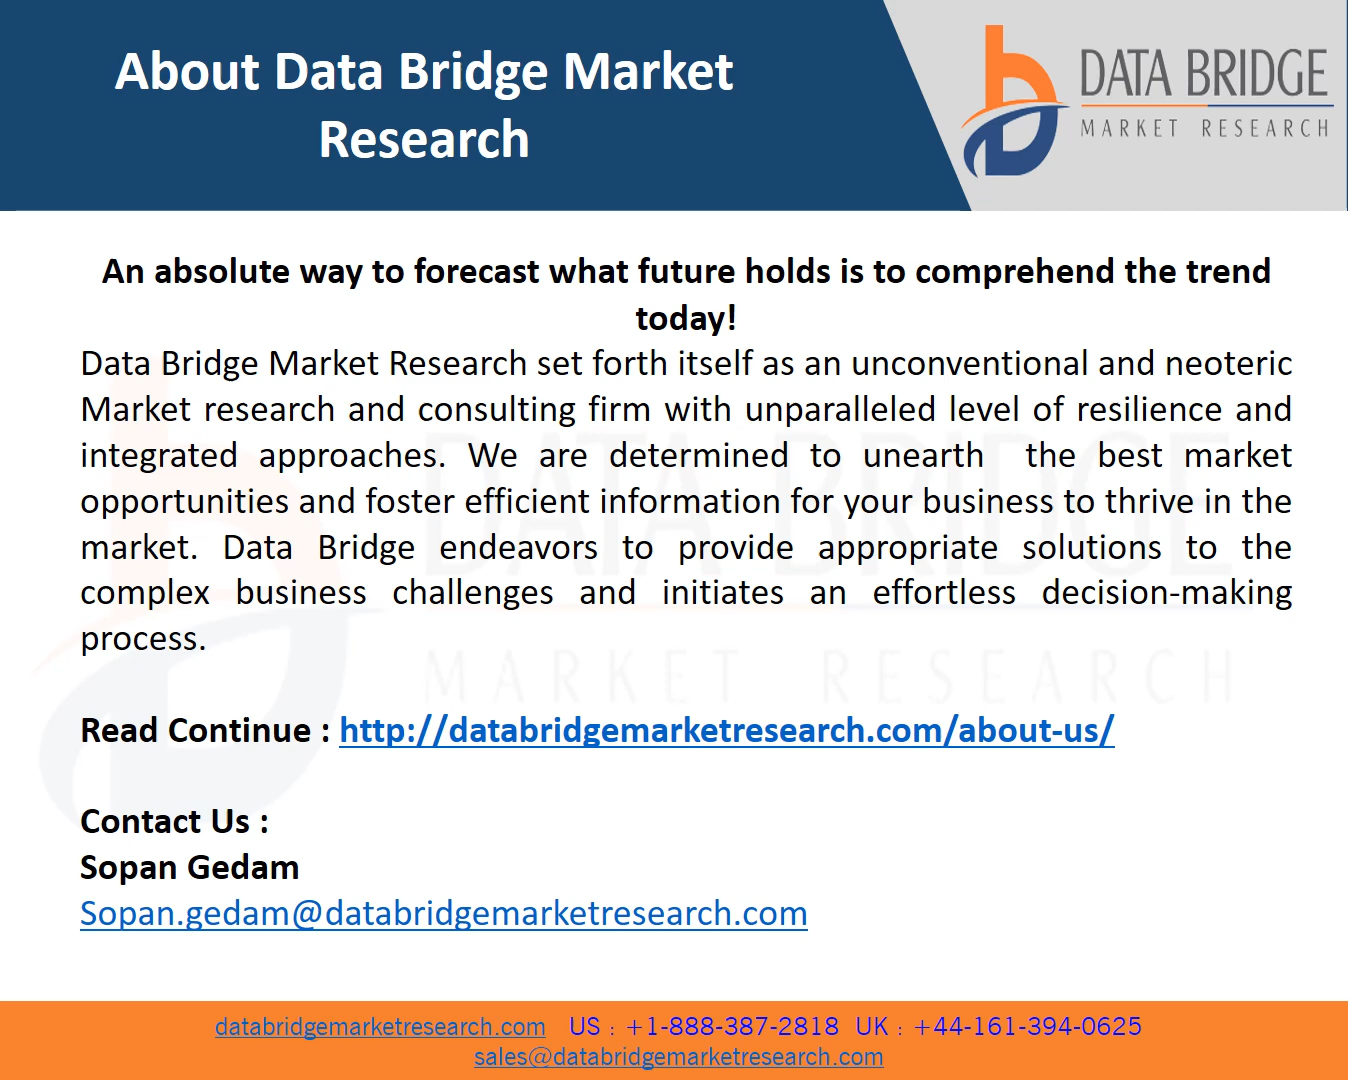 About Data Bridge Market
Research
DATA BRIDGE
MARKET RESEARCH
An absolute way to forecast what future holds is to comprehend the trend
today!
Data Bridge Market Research set forth itself as an unconventional and neoteric
Market research and consulting firm with unparalleled level of resilience and
integrated approaches. We are determined to unearth the best market
opportunities and foster efficient information for your business to thrive in the
market. Data Bridge endeavors to provide appropriate solutions to the
complex business challenges and initiates an effortless decision-making
process.
DATA BRIDGE
MARKET RESEARCH
Read Continue : http://databridgemarketresearch.com/about-us/
Contact Us :
Sopan Gedam
Sopan.gedam@databridgemarketresearch.com
databridgemarketresearch.com US : +1-888-387-2818 UK : +44-161-394-0625
sales@databridgemarketresearch.com